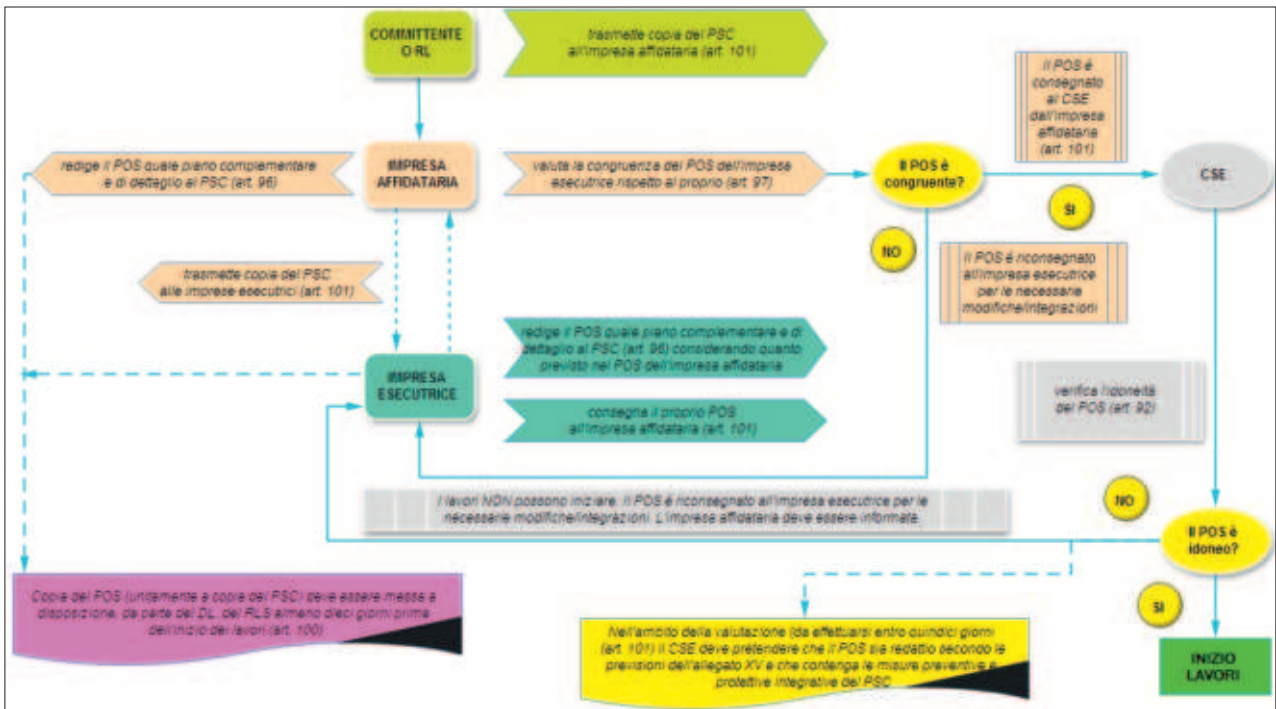 COMMITTENTE
O RL
trasmette copia del PSC
all'impresa affidataria (art. 101)
Il POS è
consegnato
al CSE
dall'impresa
affidataria
(art. 101)
redige il POS quale piano complementare
e di dettaglio al PSC (art. 96)
IMPRESA
AFFIDATARIA
valuta la congruenza del POS dell'impresa
esecutrice rispetto al proprio (art. 97)
Il POS è
congruente?
CSE
SI
NO
Il POS è riconsegnato
all'impresa esecutrice
per le necessarie
modifiche/integrazioni
trasmette copia del PSC
alle imprese esecutrici (art. 101)
redige il POS quale piano complementare e di
dettaglio al PSC (art. 96) considerando quanto
previsto nel POS dell'impresa affidataria
IMPRESA
ESECUTRICE
consegna il proprio POS
all'impresa affidataria (art. 101)
verifica l'idoneità
del POS (art. 92)
I lavori NON possono iniziare. Il POS è riconsegnato all'impresa esecutrice per le
necessarie modifiche/integrazioni. L'impresa affidataria deve essere informata
NO
Il POS è
idoneo?
Copia del POS (unitamente a copia del PSC) deve essere messa a
disposizione, da parte del DL, del RLS almeno dieci giorni prima
dell'inizio dei lavori (art. 100)
SI
Nell'ambito della valutazione (da effettuarsi entro quindici giorni
(art. 101) il CSE deve pretendere che il POS sia redattio secondo le
previsioni dell'allegato XV e che contenga le misure preventive e
protettive integrative del PSC
INIZIO
LAVORI